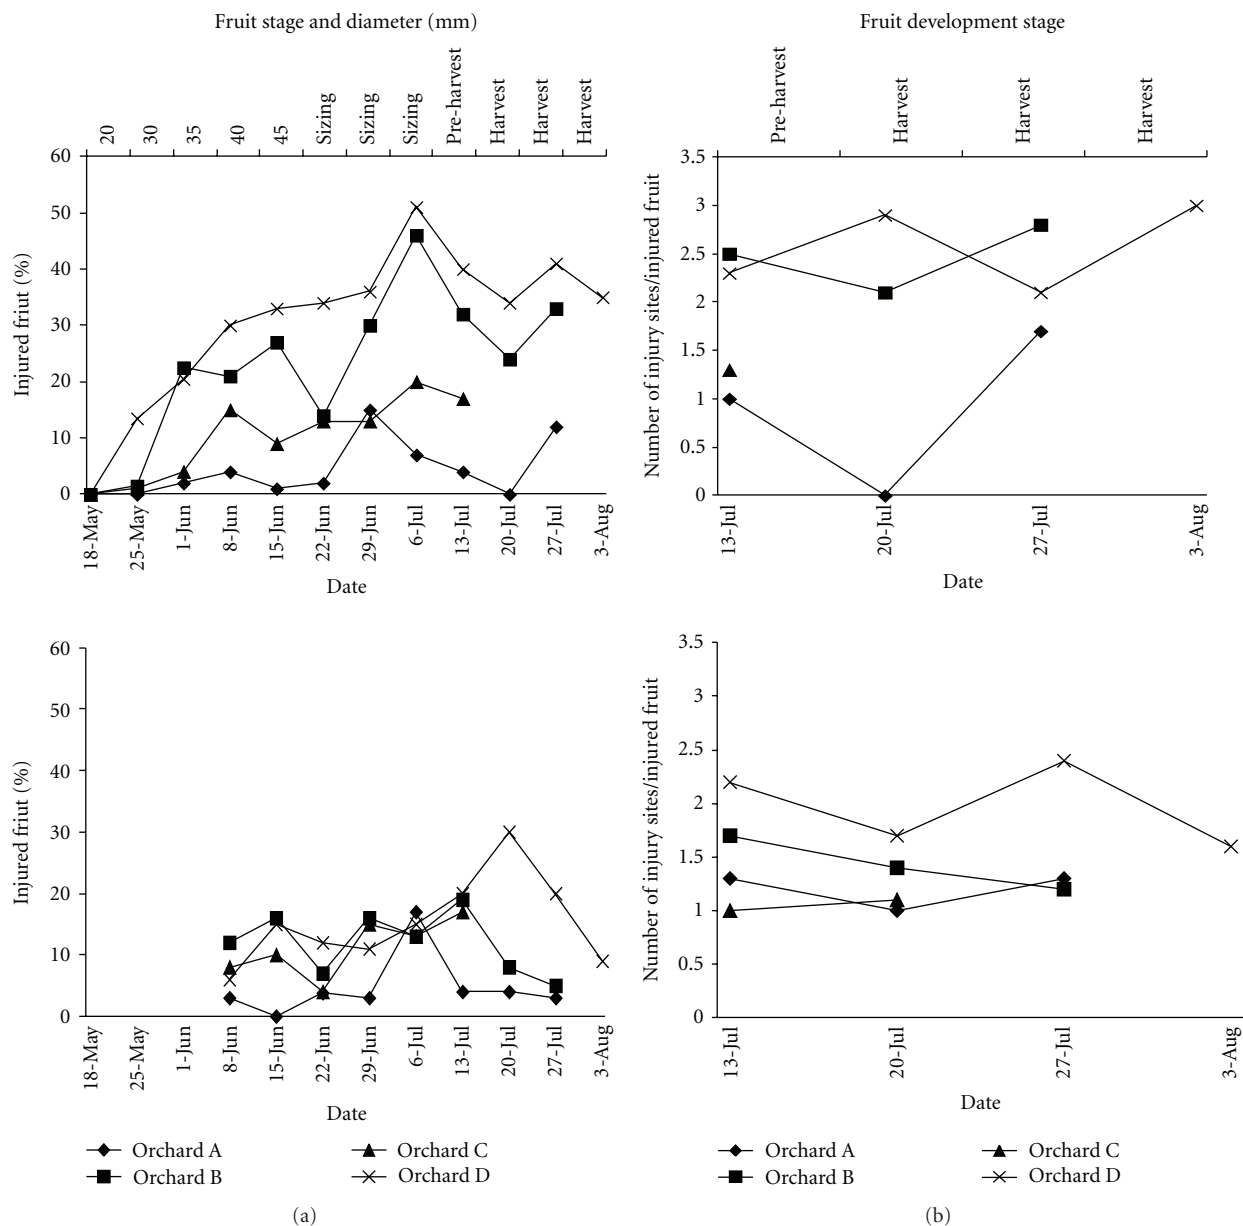 Fruit stage and diameter (mm)
20
30
35
40
45
Sizing
Sizing
Sizing
Pre-harvest
Harvest
Harvest
Harvest
60
50
40
30
20
10
0
Injured friut (%)
18-May
25-May
1-Jun
8-Jun
15-Jun
22-Jun
29-Jun
6-Jul
13-Jul
20-Jul
27-Jul
3-Aug
Date
Fruit development stage
Pre-harvest
Harvest
Harvest
Harvest
3.5
3
2.5
2
1.5
1
0.5
0
Number of injury sites/injured fruit
13-Jul
20-Jul
27-Jul
3-Aug
Date
60
50
40
30
20
10
0
Injured friut (%)
18-May
25-May
1-Jun
8-Jun
15-Jun
22-Jun
29-Jun
6-Jul
13-Jul
20-Jul
27-Jul
3-Aug
Date
Orchard A
Orchard B
Orchard C
Orchard D
(a)
3.5
3
2.5
2
1.5
1
0.5
0
Number of injury sites/injured fruit
13-Jul
20-Jul
27-Jul
3-Aug
Date
Orchard A
Orchard B
Orchard C
Orchard D
(b)